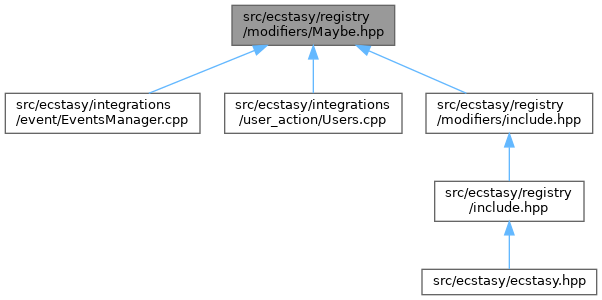 src/ecstasy/registry
/modifiers/Maybe.hpp
src/ecstasy/integrations
/event/EventsManager.cpp
src/ecstasy/integrations
/user_action/Users.cpp
src/ecstasy/registry
/modifiers/include.hpp
src/ecstasy/registry
/include.hpp
src/ecstasy/ecstasy.hpp